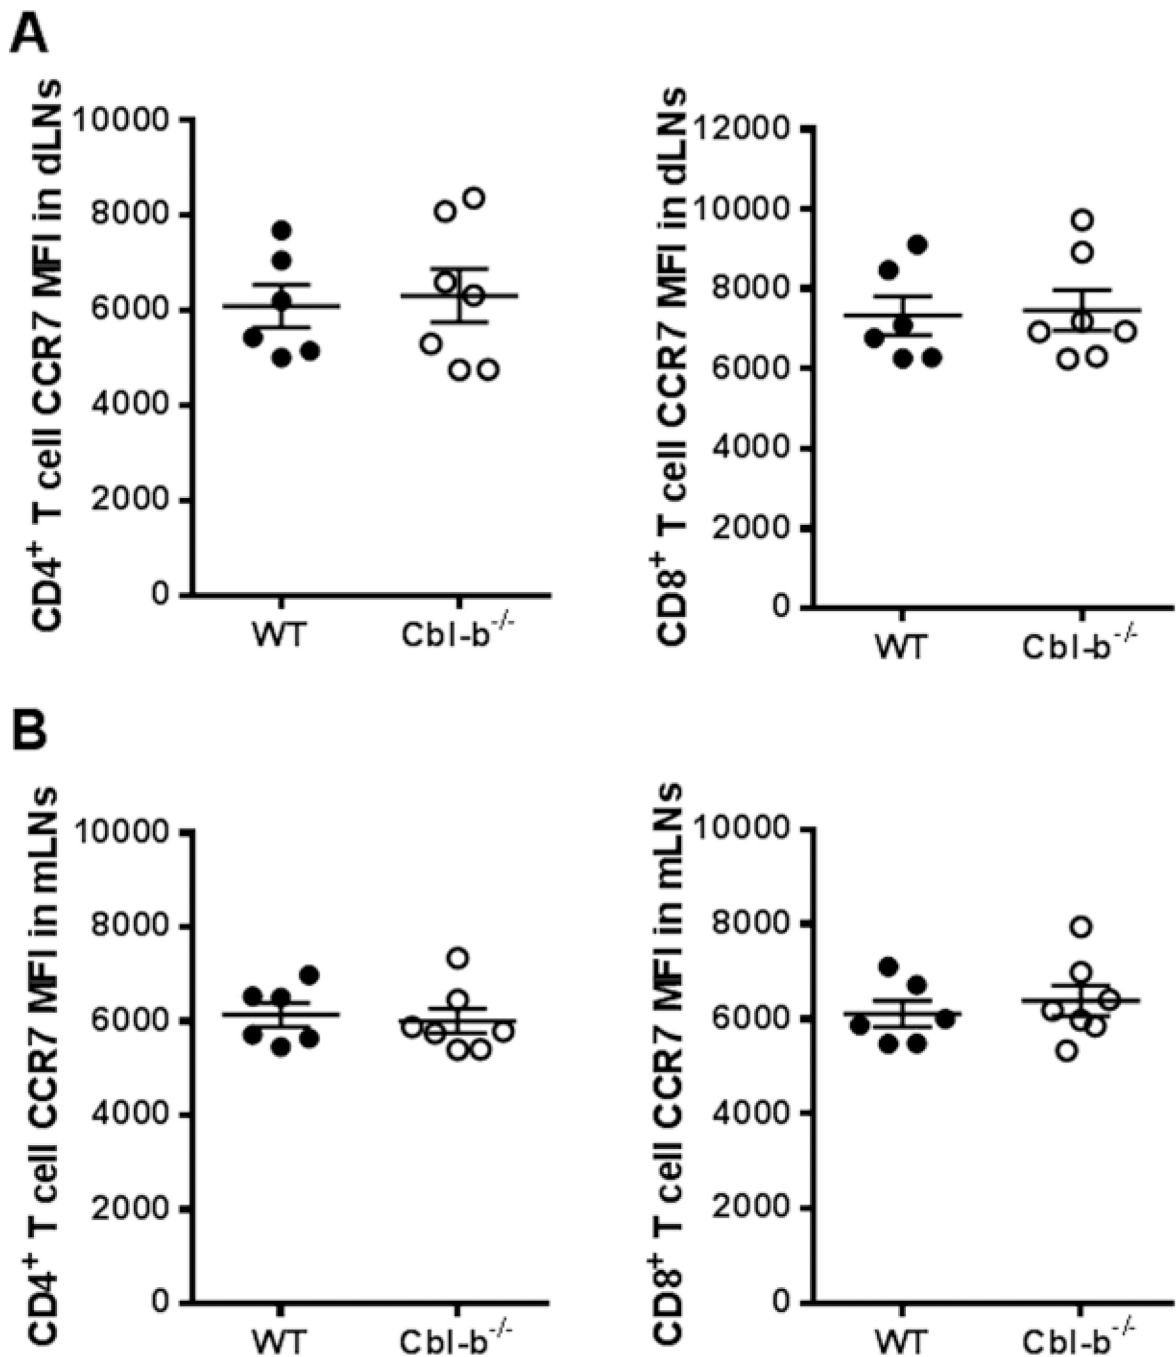 A
CD4⁺ T cell CCR7 MFI in dLNs
10000
8000
6000
4000
2000
0
WT
Cbl-b⁻/⁻
CD8⁺ T cell CCR7 MFI in dLNs
12000
10000
8000
6000
4000
2000
0
WT
Cbl-b⁻/⁻
B
CD4⁺ T cell CCR7 MFI in mLNs
10000
8000
6000
4000
2000
0
WT
Cbl-b⁻/⁻
CD8⁺ T cell CCR7 MFI in mLNs
10000
8000
6000
4000
2000
0
WT
Cbl-b⁻/⁻